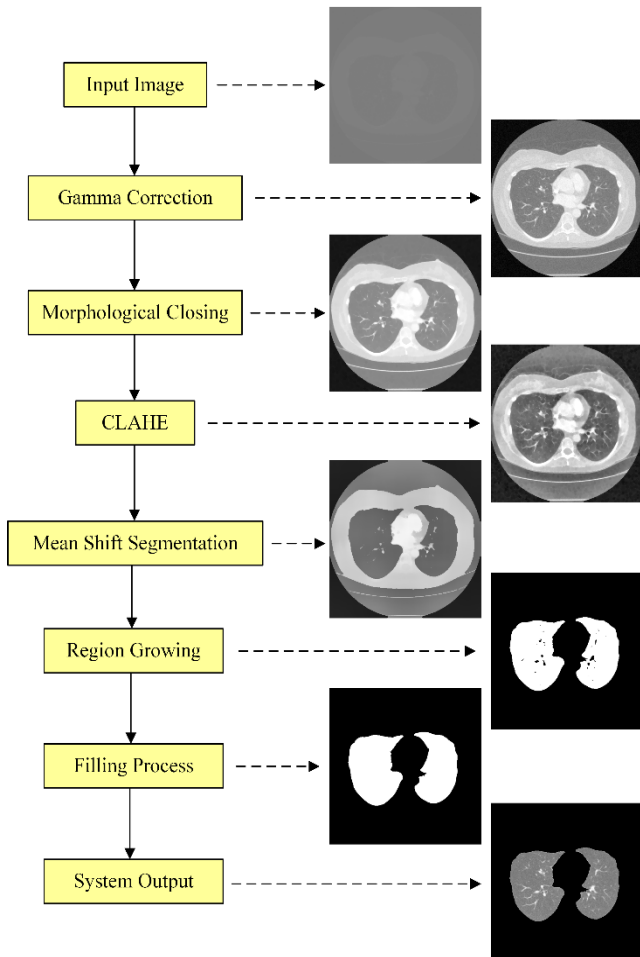 Input Image
Gamma Correction
Morphological Closing
CLAHE
Mean Shift Segmentation
Region Growing
Filling Process
System Output